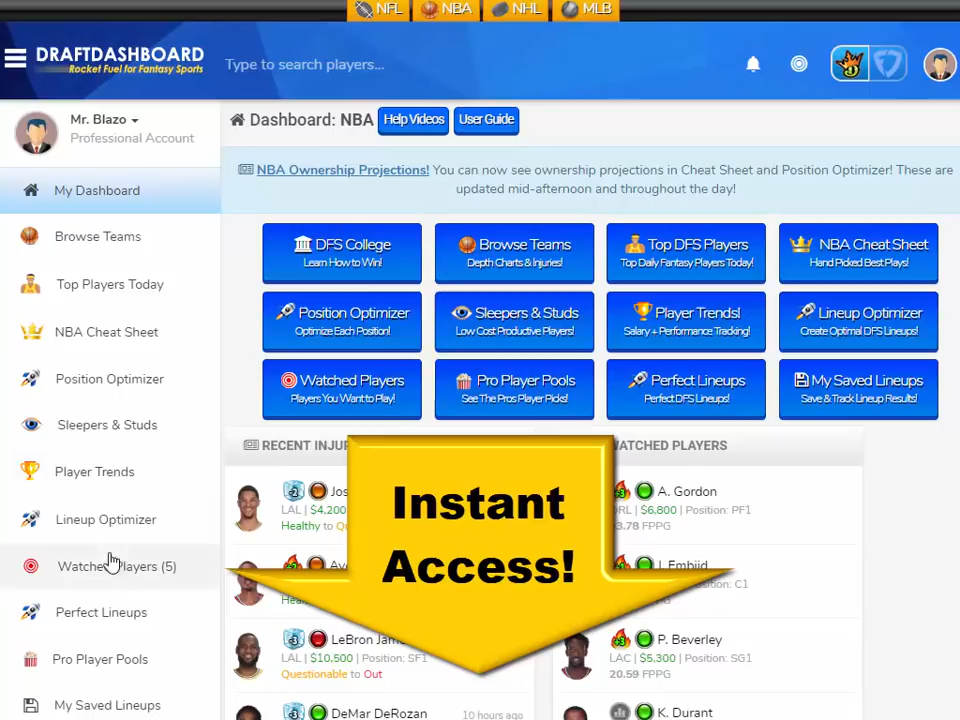 NFL NBA NHL MLB
DRAFTDASHBOARD
Rocket Fuel for Fantasy Sports
Type to search players...
Mr. Blazo
Professional Account
Dashboard: NBA Help Videos User Guide
NBA Ownership Projections! You can now see ownership projections in Cheat Sheet and Position Optimizer! These are
updated mid-afternoon and throughout the day!
My Dashboard
Browse Teams
Top Players Today
NBA Cheat Sheet
Position Optimizer
Sleepers & Studs
Player Trends
Lineup Optimizer
Watched Players (5)
Perfect Lineups
Pro Player Pools
My Saved Lineups
DFS College
Learn How to Win!
Browse Teams
Depth Charts & Injuries!
Top DFS Players
Top Daily Fantasy Players Today!
NBA Cheat Sheet
Hand Picked Best Plays!
Position Optimizer
Optimize Each Position!
Sleepers & Studs
Low Cost Productive Players!
Player Trends!
Salary + Performance Tracking!
Lineup Optimizer
Create Optimal DFS Lineups!
Watched Players
Players You Want to Play!
Pro Player Pools
See The Pros Player Picks!
Perfect Lineups
Perfect DFS Lineups!
My Saved Lineups
Save & Track Lineup Results!
RECENT INJU
LAL | $4,200
Healthy to
LeBron Jam
LAL | $10,500 | Position: SF1
Questionable to Out
DeMar DeRozan
10 hours ago
Instant
Access!
WATCHED PLAYERS
A. Gordon
ORL | $6,800 | Position: PF1
3.78 FPPG
J. Embiid
Position: C1
P. Beverley
LAC | $5,300 | Position: SG1
20.59 FPPG
K. Durant